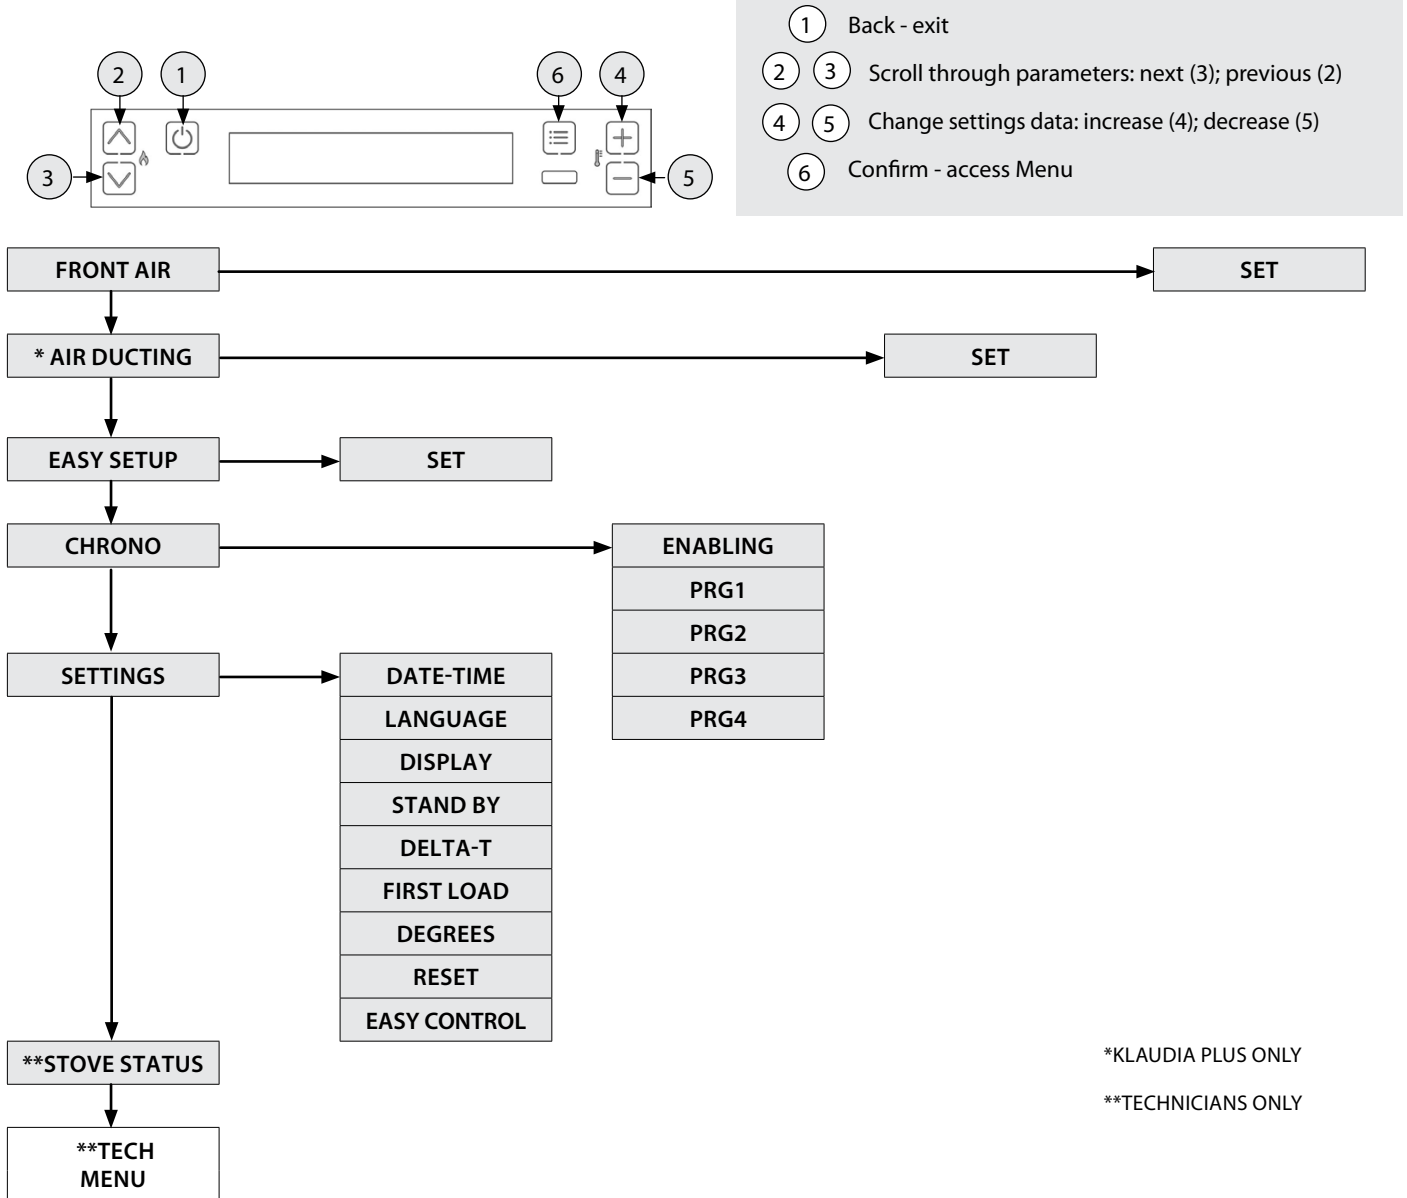 2
1
6
4
3
5
1 Back - exit
2 3 Scroll through parameters: next (3); previous (2)
4 5 Change settings data: increase (4); decrease (5)
6 Confirm - access Menu
FRONT AIR
SET
* AIR DUCTING
SET
EASY SETUP
SET
CHRONO
ENABLING
PRG1
PRG2
PRG3
PRG4
SETTINGS
DATE-TIME
LANGUAGE
DISPLAY
STAND BY
DELTA-T
FIRST LOAD
DEGREES
RESET
EASY CONTROL
**STOVE STATUS
**TECH
MENU
*KLAUDIA PLUS ONLY
**TECHNICIANS ONLY